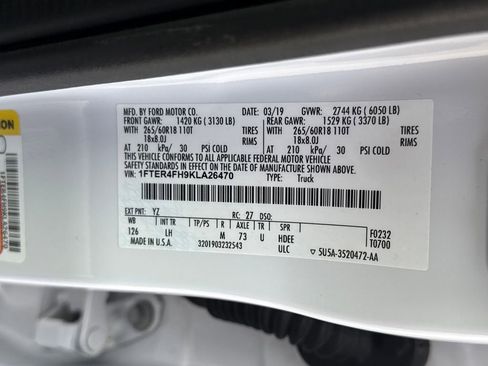 MFD. BY FORD MOTOR CO.
03/19 GVWR: 2744 KG ( 6050 LB)
FRONT GAWR: 1420 KG ( 3130 LB)
REAR GAWR: 1529 KG ( 3370 LB)
WITH 265/60R18 110T TIRES
18x8.0J RIMS
AT 210 kPa/ 30 PSI COLD
WITH 265/60R18 110T TIRES
18x8.0J RIMS
AT 210 kPa/ 30 PSI COLD
THIS VEHICLE CONFORMS TO ALL APPLICABLE FEDERAL MOTOR VEHICLE
SAFETY STANDARDS IN EFFECT ON THE DATE OF MANUFACTURE SHOWN ABOVE.
VIN: 1FTER4FH9KLA26470
TYPE: Truck
EXT PNT: YZ RC: 27 DSO:
WB INT TR TP/PS R AXLE TR SPR F0232
126 LH M 73 U HDEE T0700
MADE IN U.S.A. 3201903232543 ULC
5U5A-3520472-AA